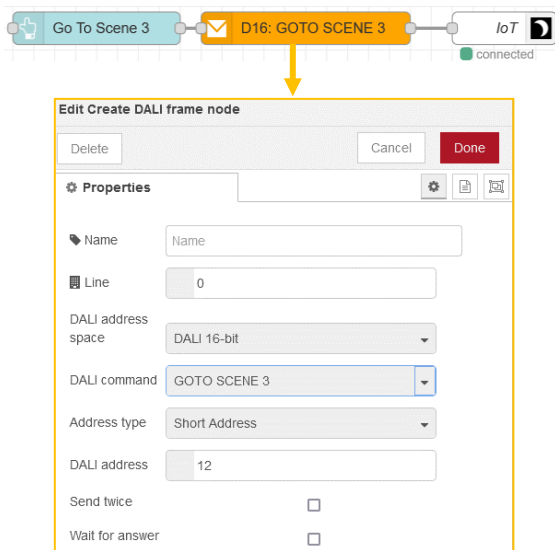 Go To Scene 3
D16: GOTO SCENE 3
IoT
connected
Edit Create DALI frame node
Delete
Cancel
Done
Properties
Name
Name
Line
0
DALI address
space
DALI 16-bit
DALI command
GOTO SCENE 3
Address type
Short Address
DALI address
12
Send twice
Wait for answer